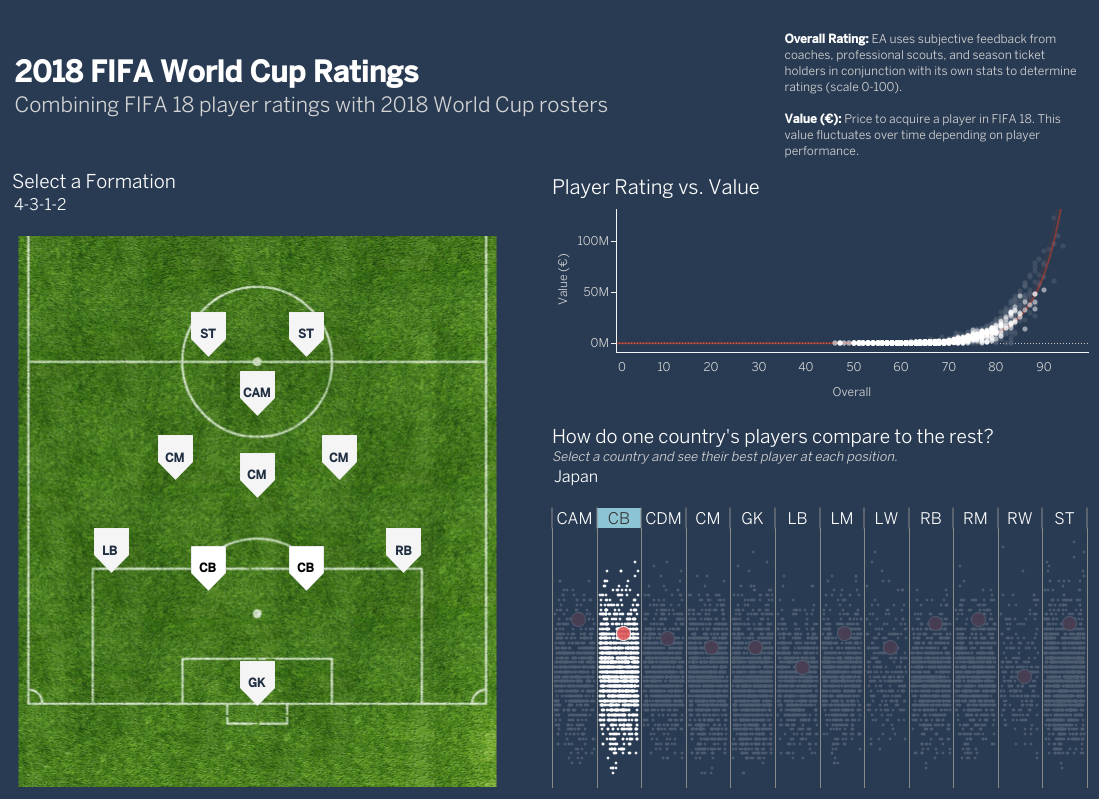 2018 FIFA World Cup Ratings
Combining FIFA 18 player ratings with 2018 World Cup rosters
Overall Rating: EA uses subjective feedback from
coaches, professional scouts, and season ticket
holders in conjunction with its own stats to determine
ratings (scale 0-100).
Value (€): Price to acquire a player in FIFA 18. This
value fluctuates over time depending on player
performance.
Select a Formation
4-3-1-2
ST ST
CAM
CM CM
CM
LB RB
CB CB
GK
Player Rating vs. Value
Value (€)
100M
50M
0M
0 10 20 30 40 50 60 70 80 90
Overall
How do one country's players compare to the rest?
Select a country and see their best player at each position.
Japan
CAM CB CDM CM GK LB LM LW RB RM RW ST